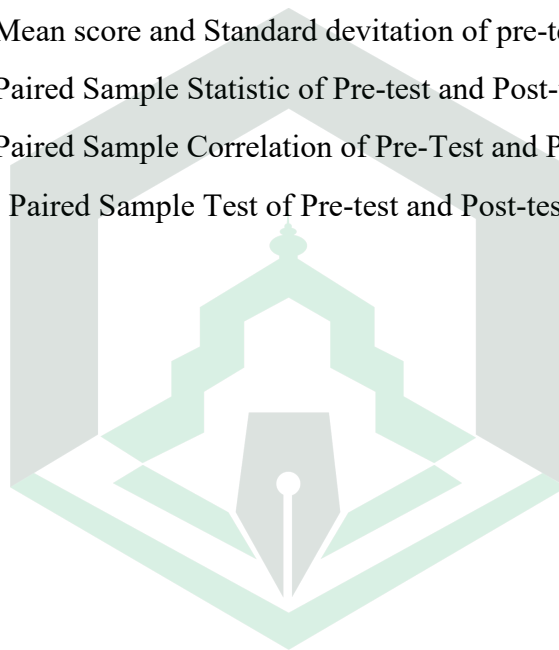 Mean score and Standard devitation of pre-te
Paired Sample Statistic of Pre-test and Post-
Paired Sample Correlation of Pre-Test and P
Paired Sample Test of Pre-test and Post-tes